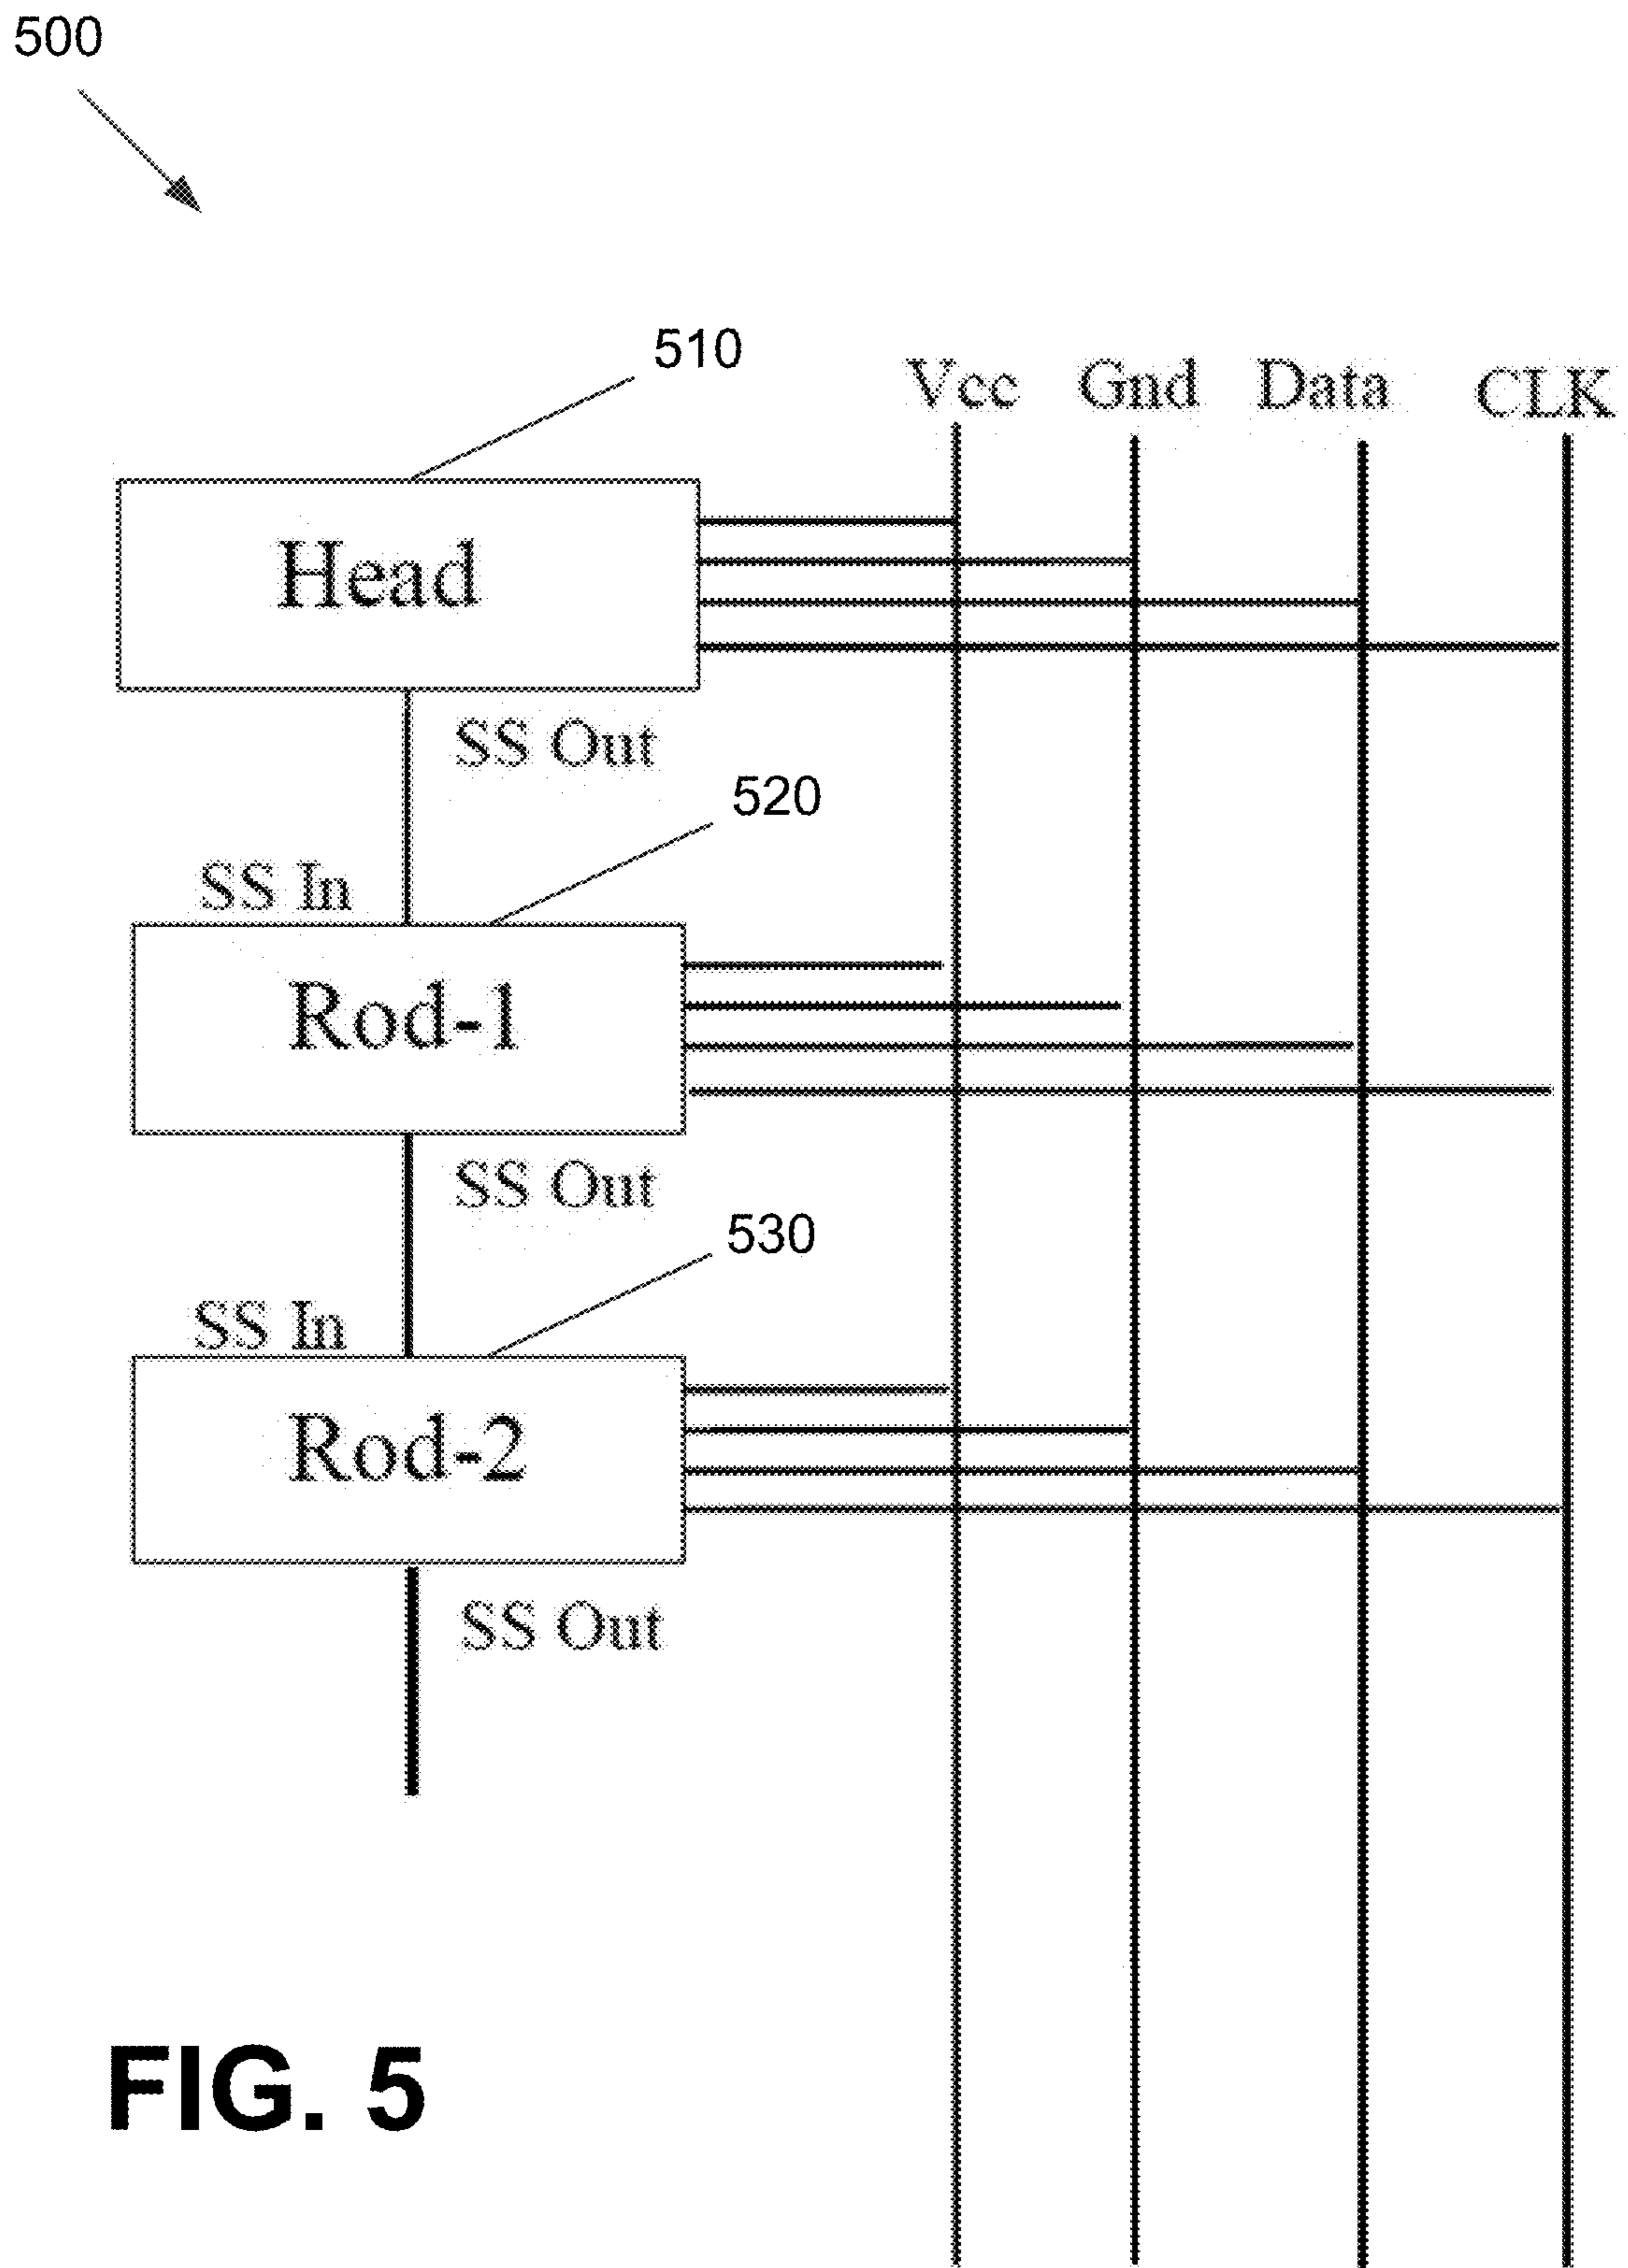 500
510
Vcc Gnd Data CLK
Head
SS Out
520
SS In
Rod-1
SS Out
530
SS In
Rod-2
SS Out
FIG. 5